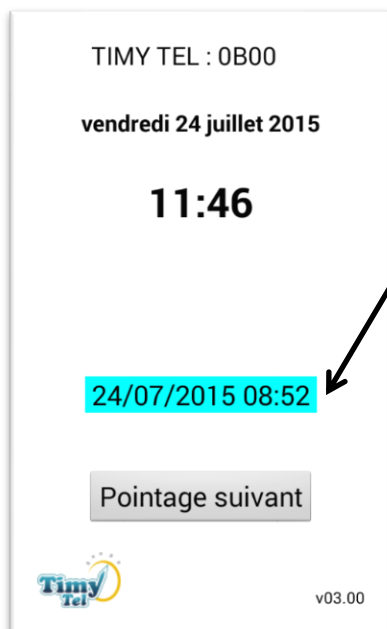 TIMY TEL : 0B00
vendredi 24 juillet 2015
11:46
24/07/2015 08:52
Pointage suivant
Timy
Tel
v03.00